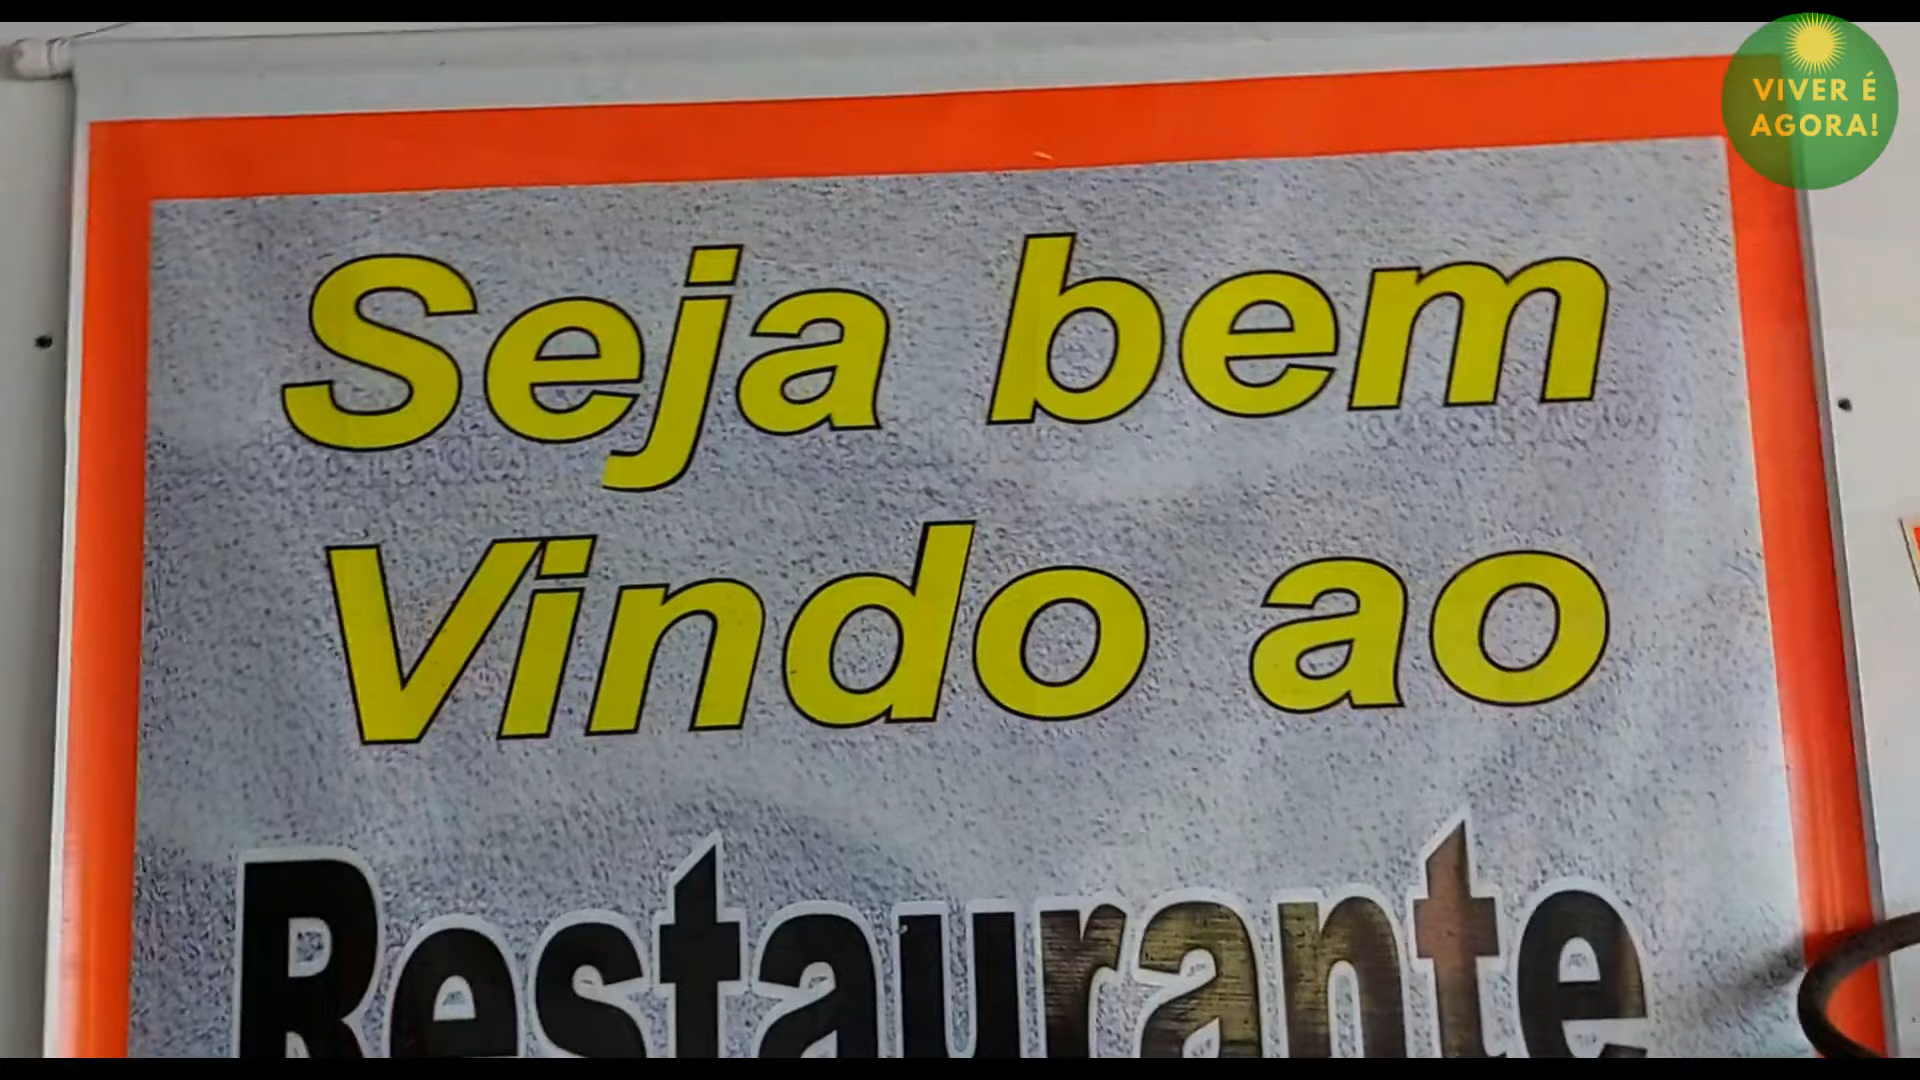 VIVER É
AGORA!
Seja bem
Vindo ao
Restaurante